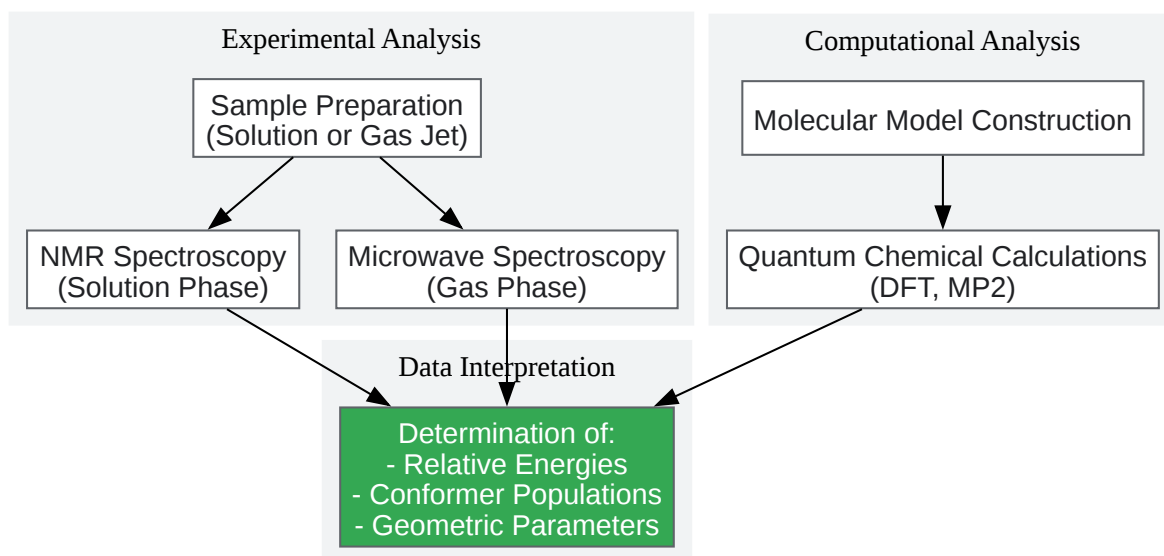 Experimental Analysis
Sample Preparation
(Solution or Gas Jet)
NMR Spectroscopy
(Solution Phase)
Microwave Spectroscopy
(Gas Phase)
Computational Analysis
Molecular Model Construction
Quantum Chemical Calculations
(DFT, MP2)
Data Interpretation
Determination of:
- Relative Energies
- Conformer Populations
- Geometric Parameters